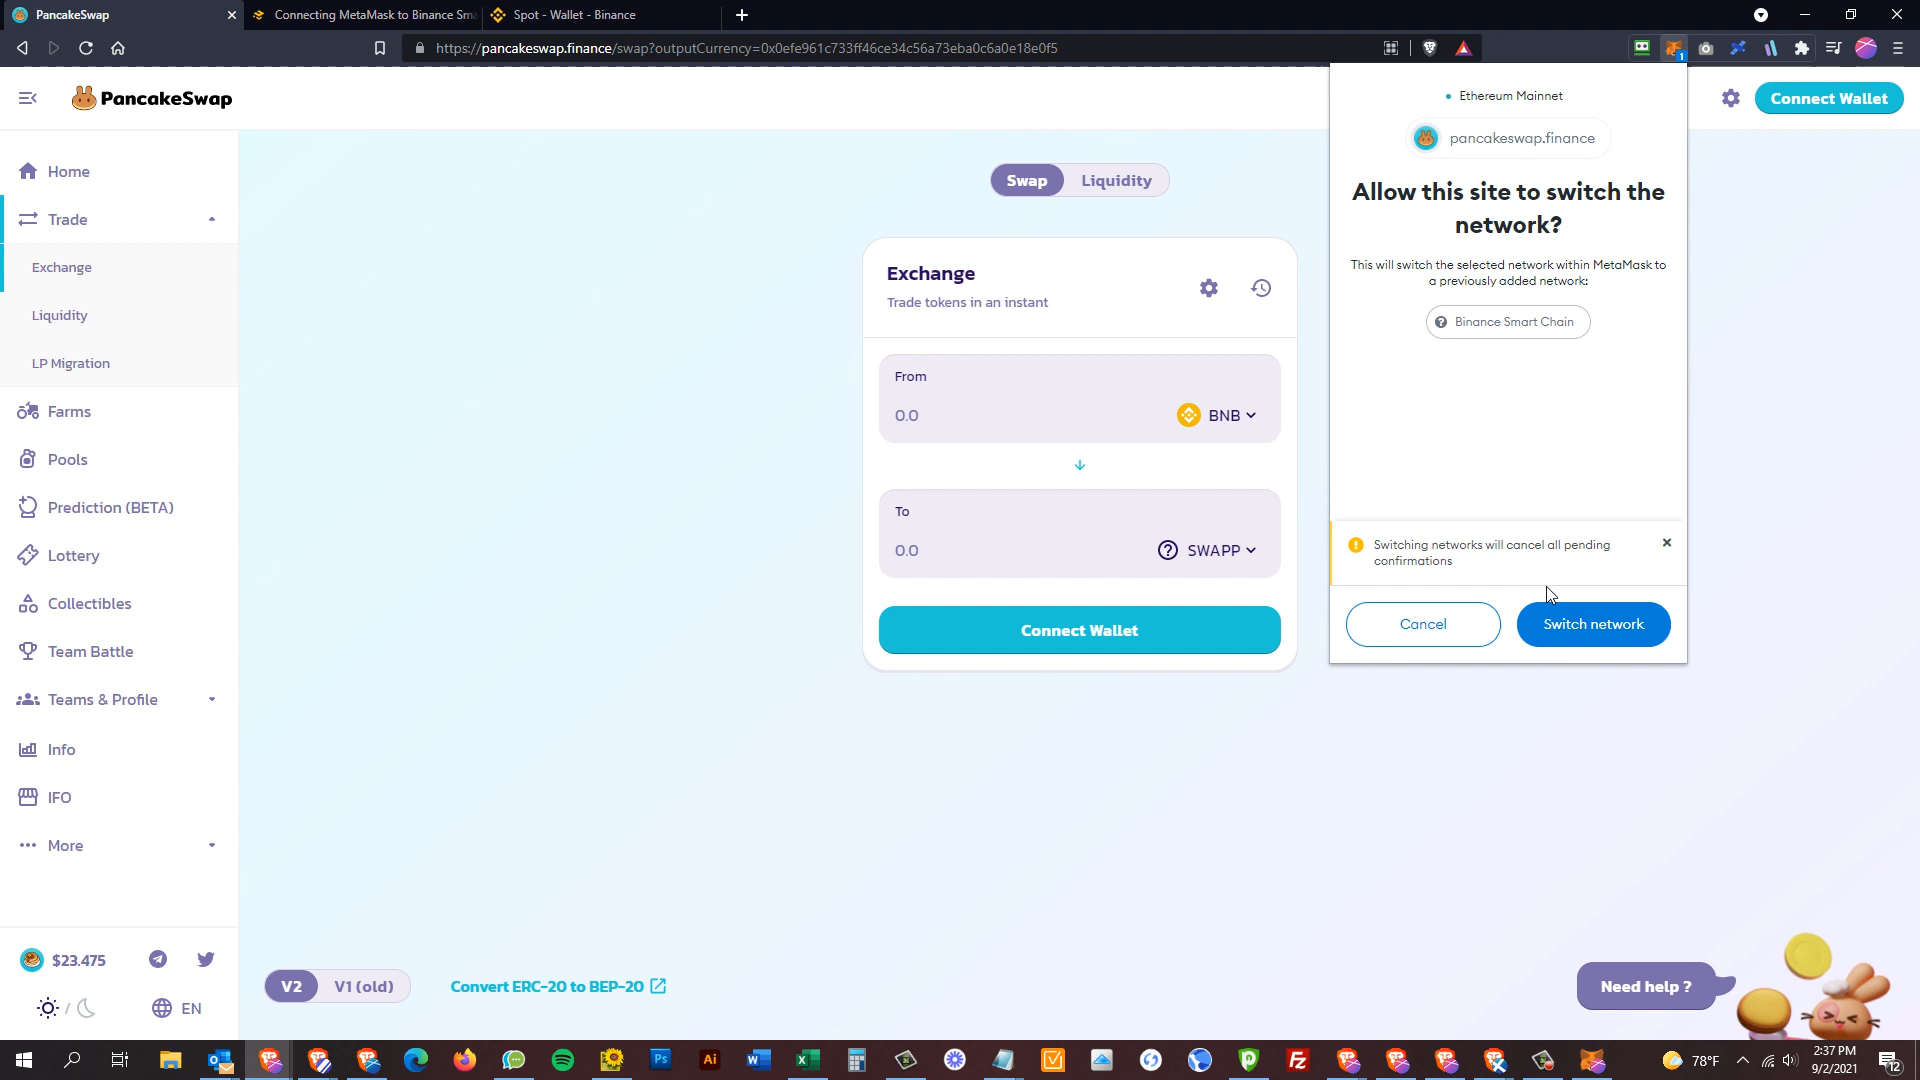 PancakeSwap
Connecting MetaMask to Binance Sma
Spot - Wallet - Binance
https://pancakeswap.finance/swap?outputCurrency=0x0efe961c733ff46ce34c56a73eba0c6a0e18e0f5
1
PancakeSwap
Connect Wallet
Home
Trade
Exchange
Liquidity
LP Migration
Farms
Pools
Prediction (BETA)
Lottery
Collectibles
Team Battle
Teams & Profile
Info
IFO
More
$23.475
/
EN
Swap
Liquidity
Exchange
Trade tokens in an instant
From
0.0
BNB
To
0.0
SWAPP
Connect Wallet
Ethereum Mainnet
pancakeswap.finance
Allow this site to switch the
network?
This will switch the selected network within MetaMask to
a previously added network:
Binance Smart Chain
Switching networks will cancel all pending
confirmations
Cancel
Switch network
V2
V1 (old)
Convert ERC-20 to BEP-20
Need help ?
Ps
Ai
78°F
2:37 PM
9/2/2021
12